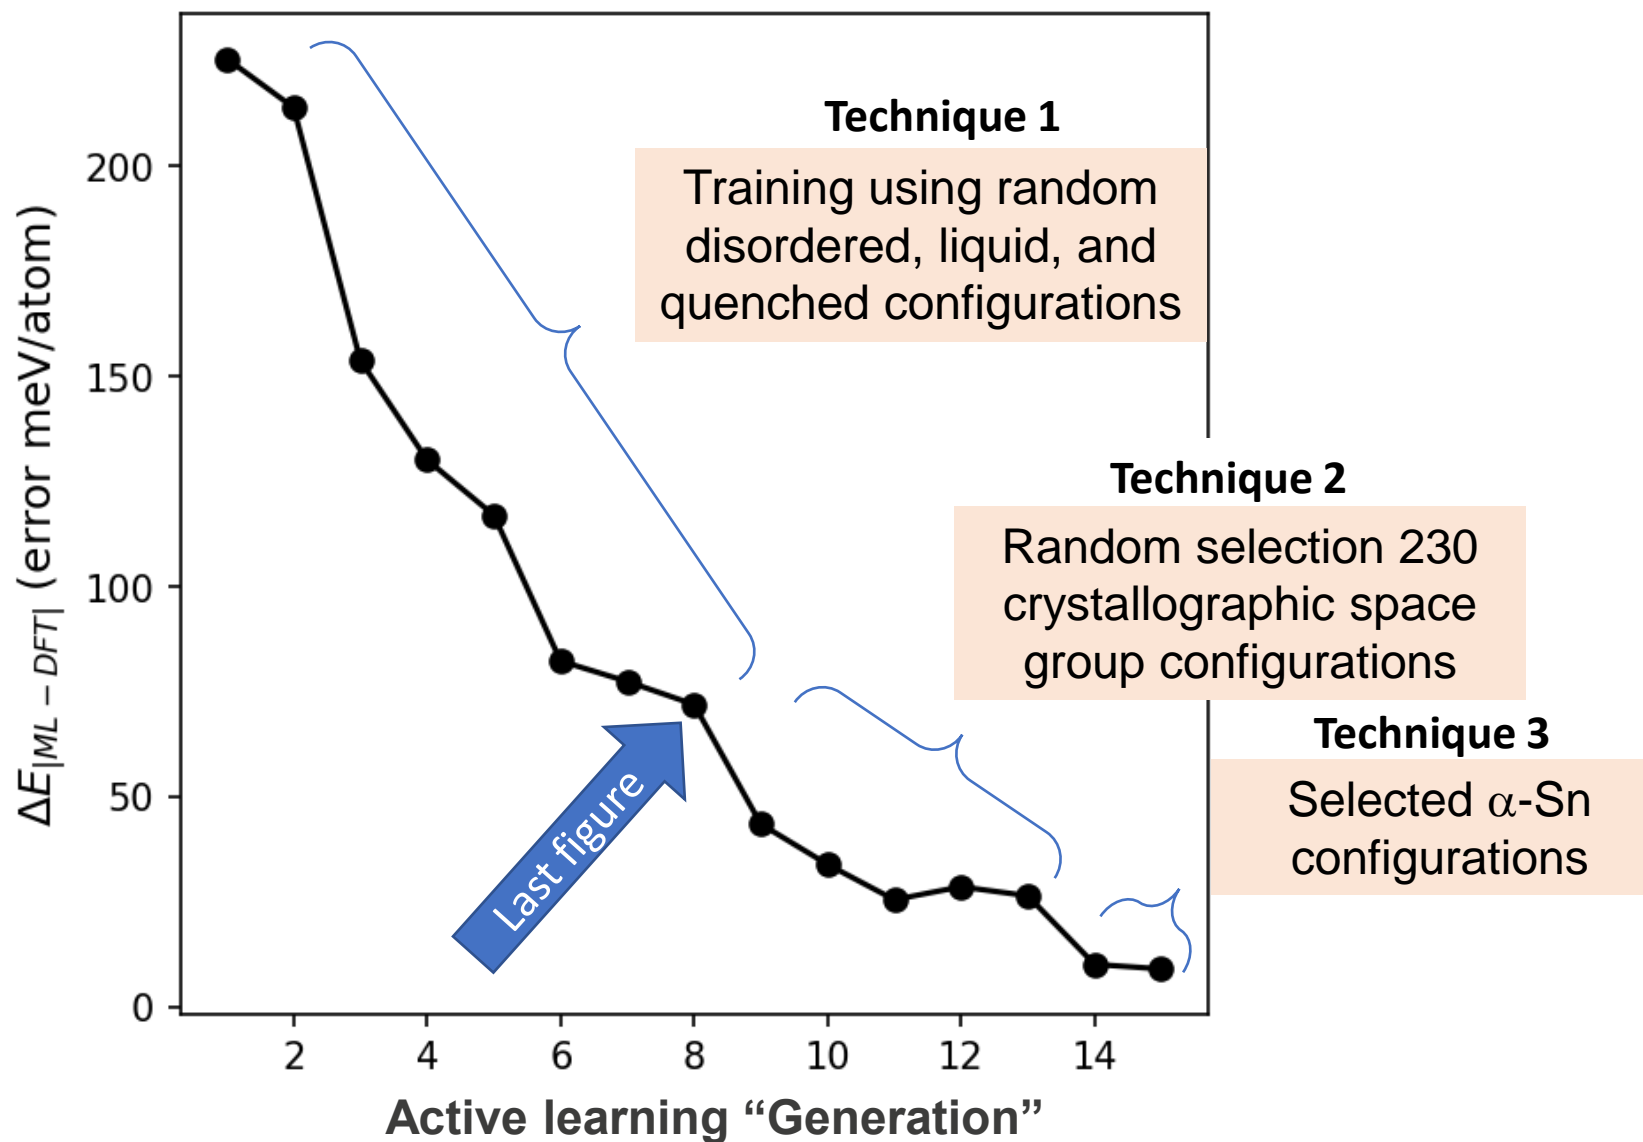 Technique 1
Training using random
disordered, liquid, and
quenched configurations
Technique 2
Random selection 230
crystallographic space
group configurations
Technique 3
Selected α-Sn
configurations
Last figure
ΔE|ML − DFT| (error meV/atom)
200
150
100
50
0
2 4 6 8 10 12 14
Active learning “Generation”